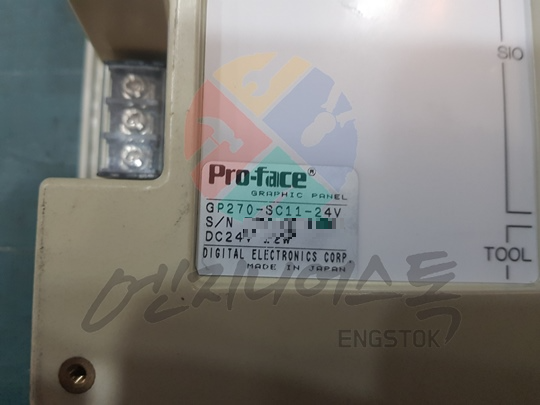 SIO
Pro-face®
GRAPHIC PANEL
GP270-SC11-24V
S/N
DC24V
DIGITAL ELECTRONICS CORP.
MADE IN JAPAN
TOOL
엔지니어스톡
ENGSTOK